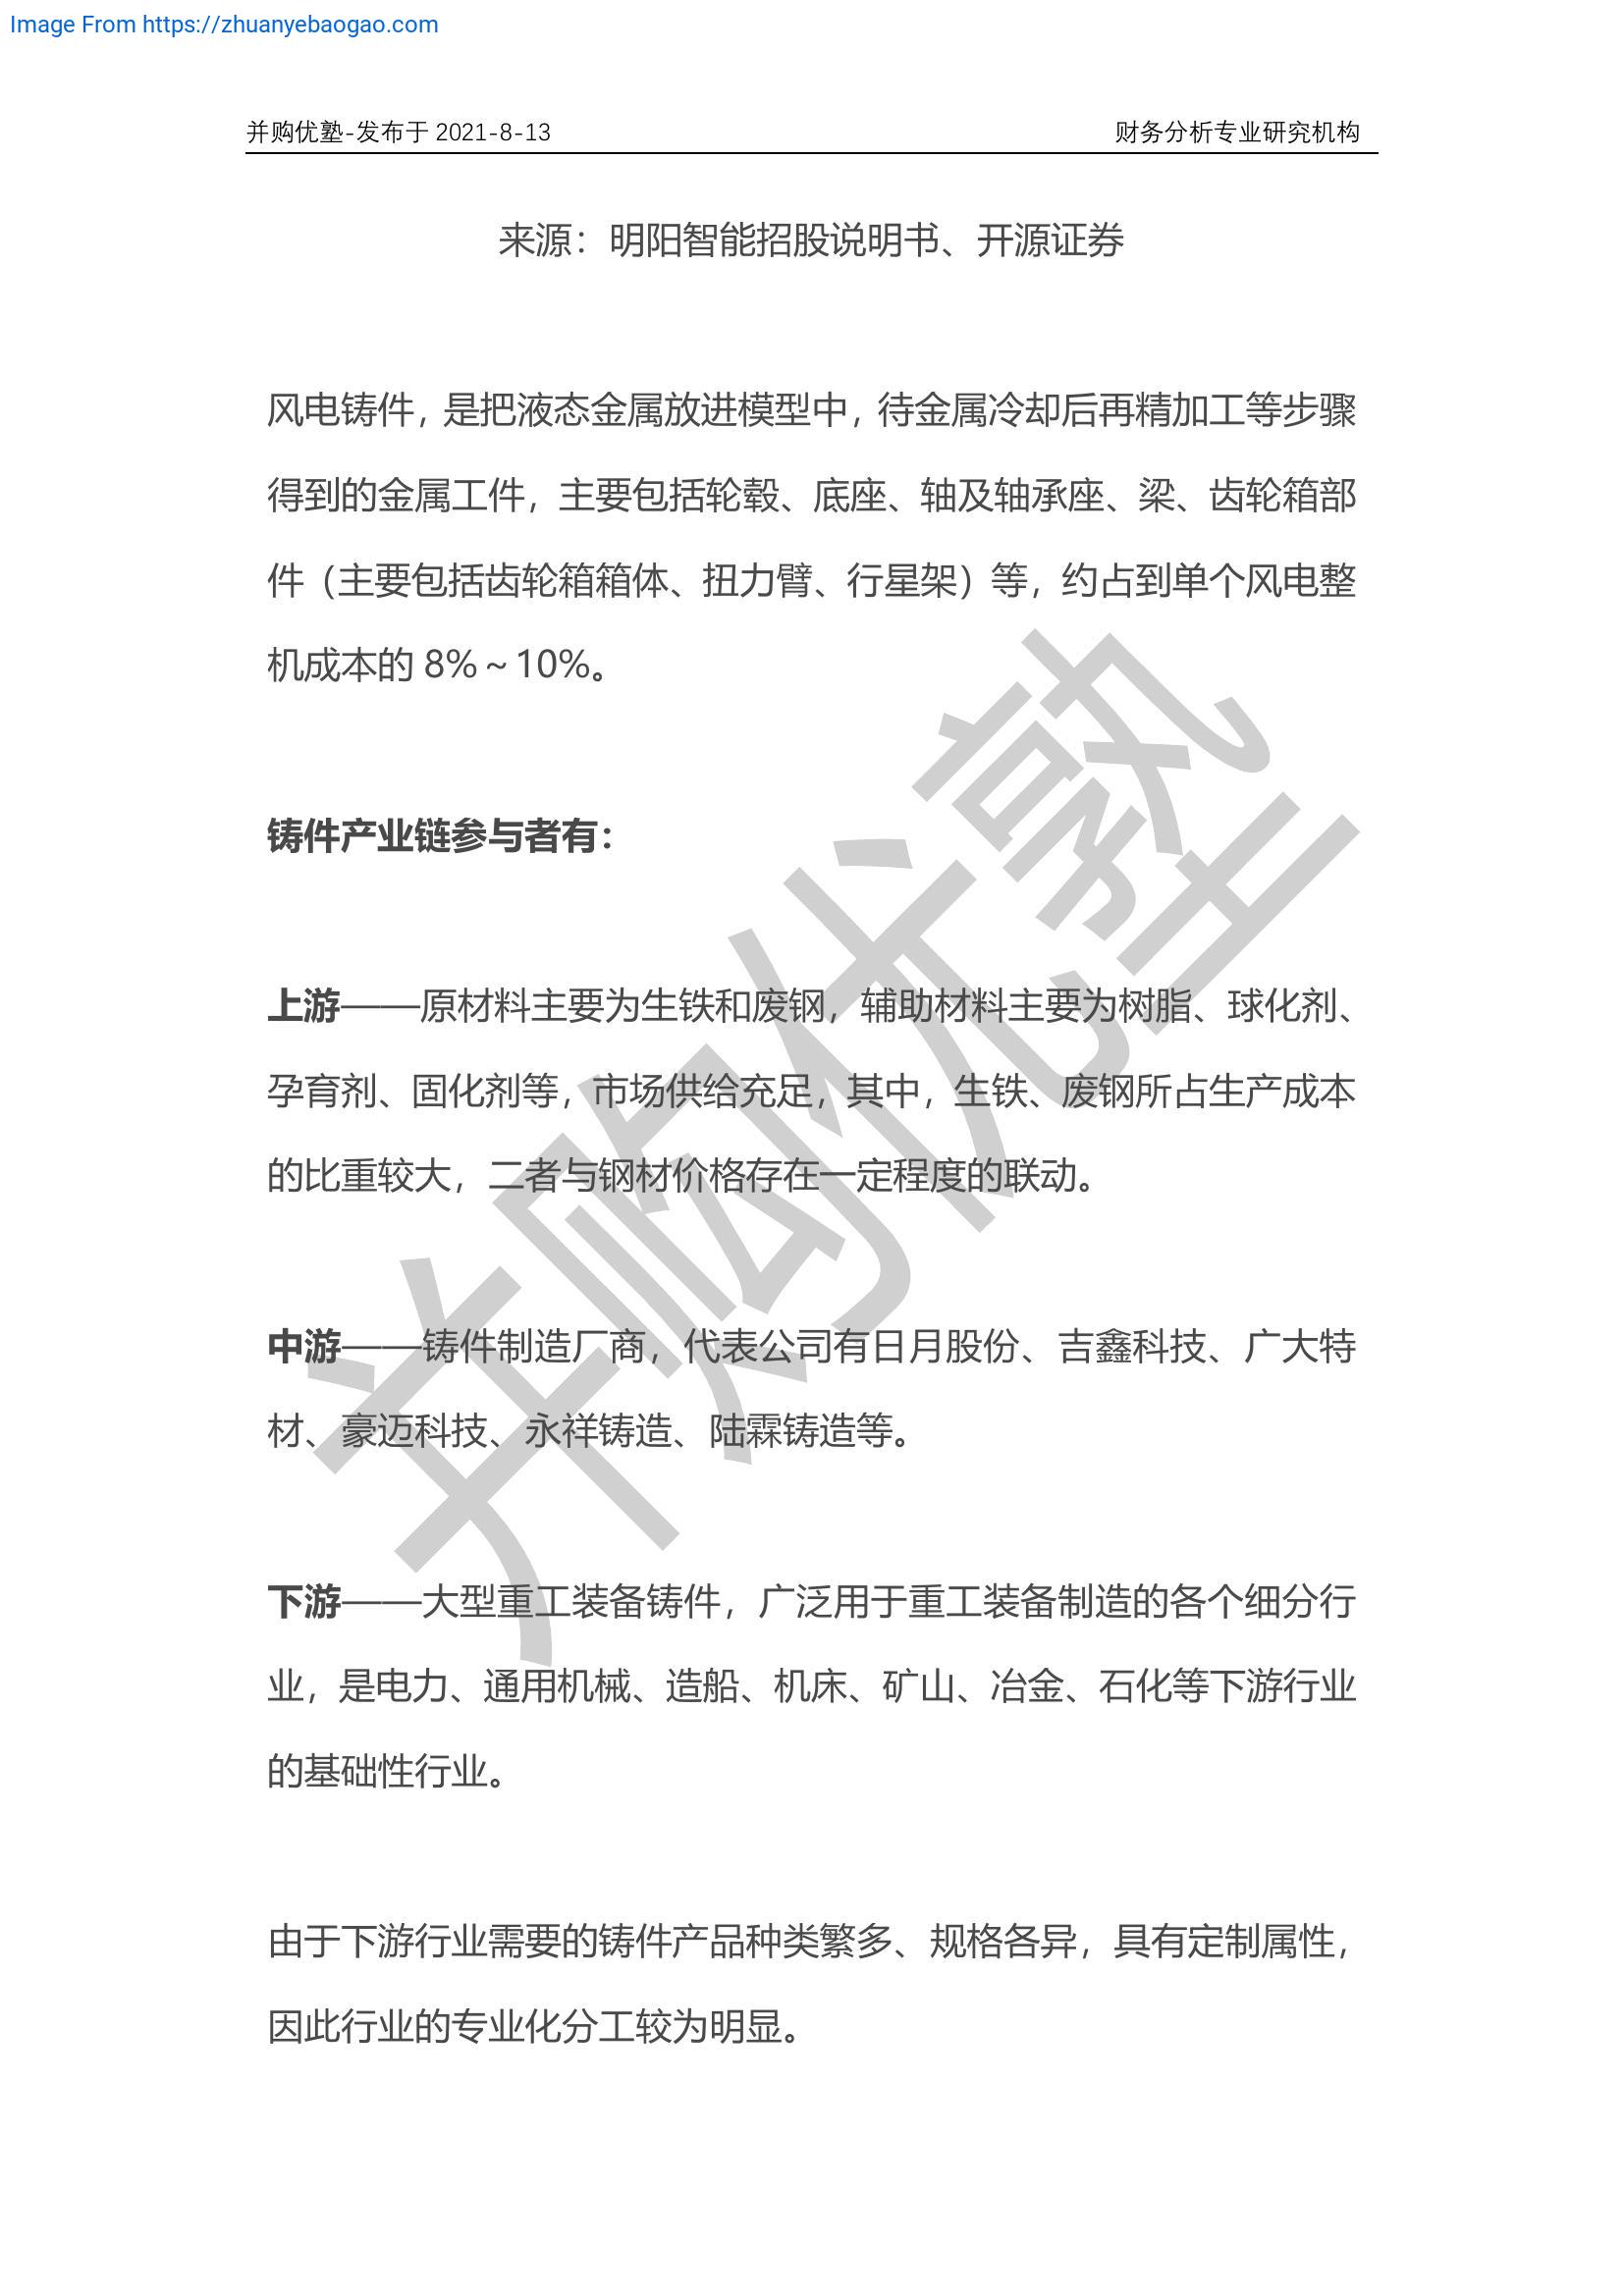 Image From https://zhuanyebaogao.com
并购优塾-发布于 2021-8-13 财务分析专业研究机构
来源：明阳智能招股说明书、开源证券
风电铸件，是把液态金属放进模型中，待金属冷却后再精加工等步骤
得到的金属工件，主要包括轮毂、底座、轴及轴承座、梁、齿轮箱部
件（主要包括齿轮箱箱体、扭力臂、行星架）等，约占到单个风电整
机成本的 8%～10%。
铸件产业链参与者有：
上游——原材料主要为生铁和废钢，辅助材料主要为树脂、球化剂、
孕育剂、固化剂等，市场供给充足，其中，生铁、废钢所占生产成本
的比重较大，二者与钢材价格存在一定程度的联动。
中游——铸件制造厂商，代表公司有日月股份、吉鑫科技、广大特
材、豪迈科技、永祥铸造、陆霖铸造等。
下游——大型重工装备铸件，广泛用于重工装备制造的各个细分行
业，是电力、通用机械、造船、机床、矿山、冶金、石化等下游行业
的基础性行业。
由于下游行业需要的铸件产品种类繁多、规格各异，具有定制属性，
因此行业的专业化分工较为明显。
并购优塾